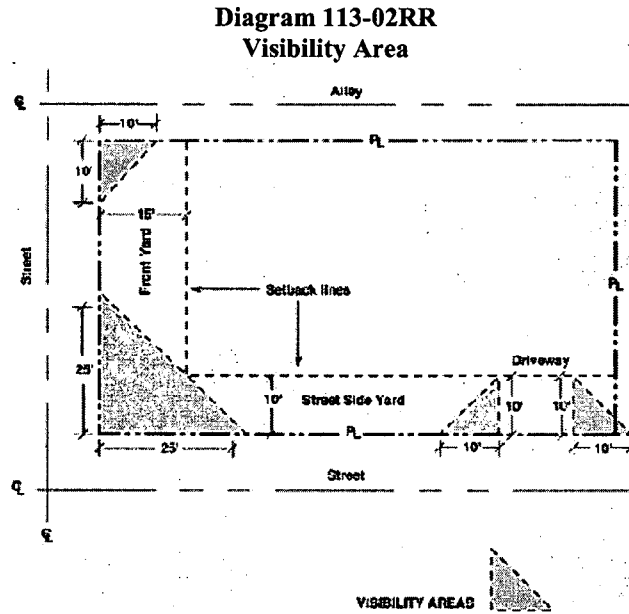 Diagram 113-02RR
Visibility Area
Alley
10'
10'
PL
15'
Street
Front Yard
Setback lines
PL
25'
Driveway
10'
Street Side Yard
10'
10'
PL
25'
10'
10'
Street
VISIBILITY AREAS